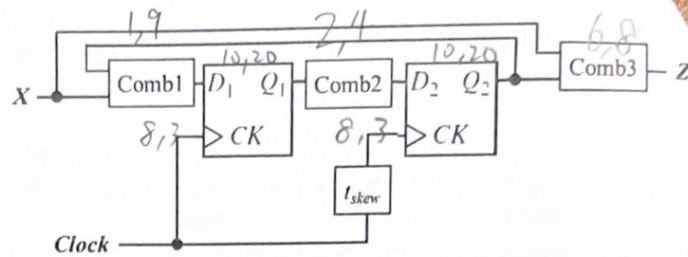 1,9 2,4 6,8
10,20 10,20
X Comb1 D1 Q1 Comb2 D2 Q2 Comb3 Z
8,3 CK 8,3 CK
tskew
Clock